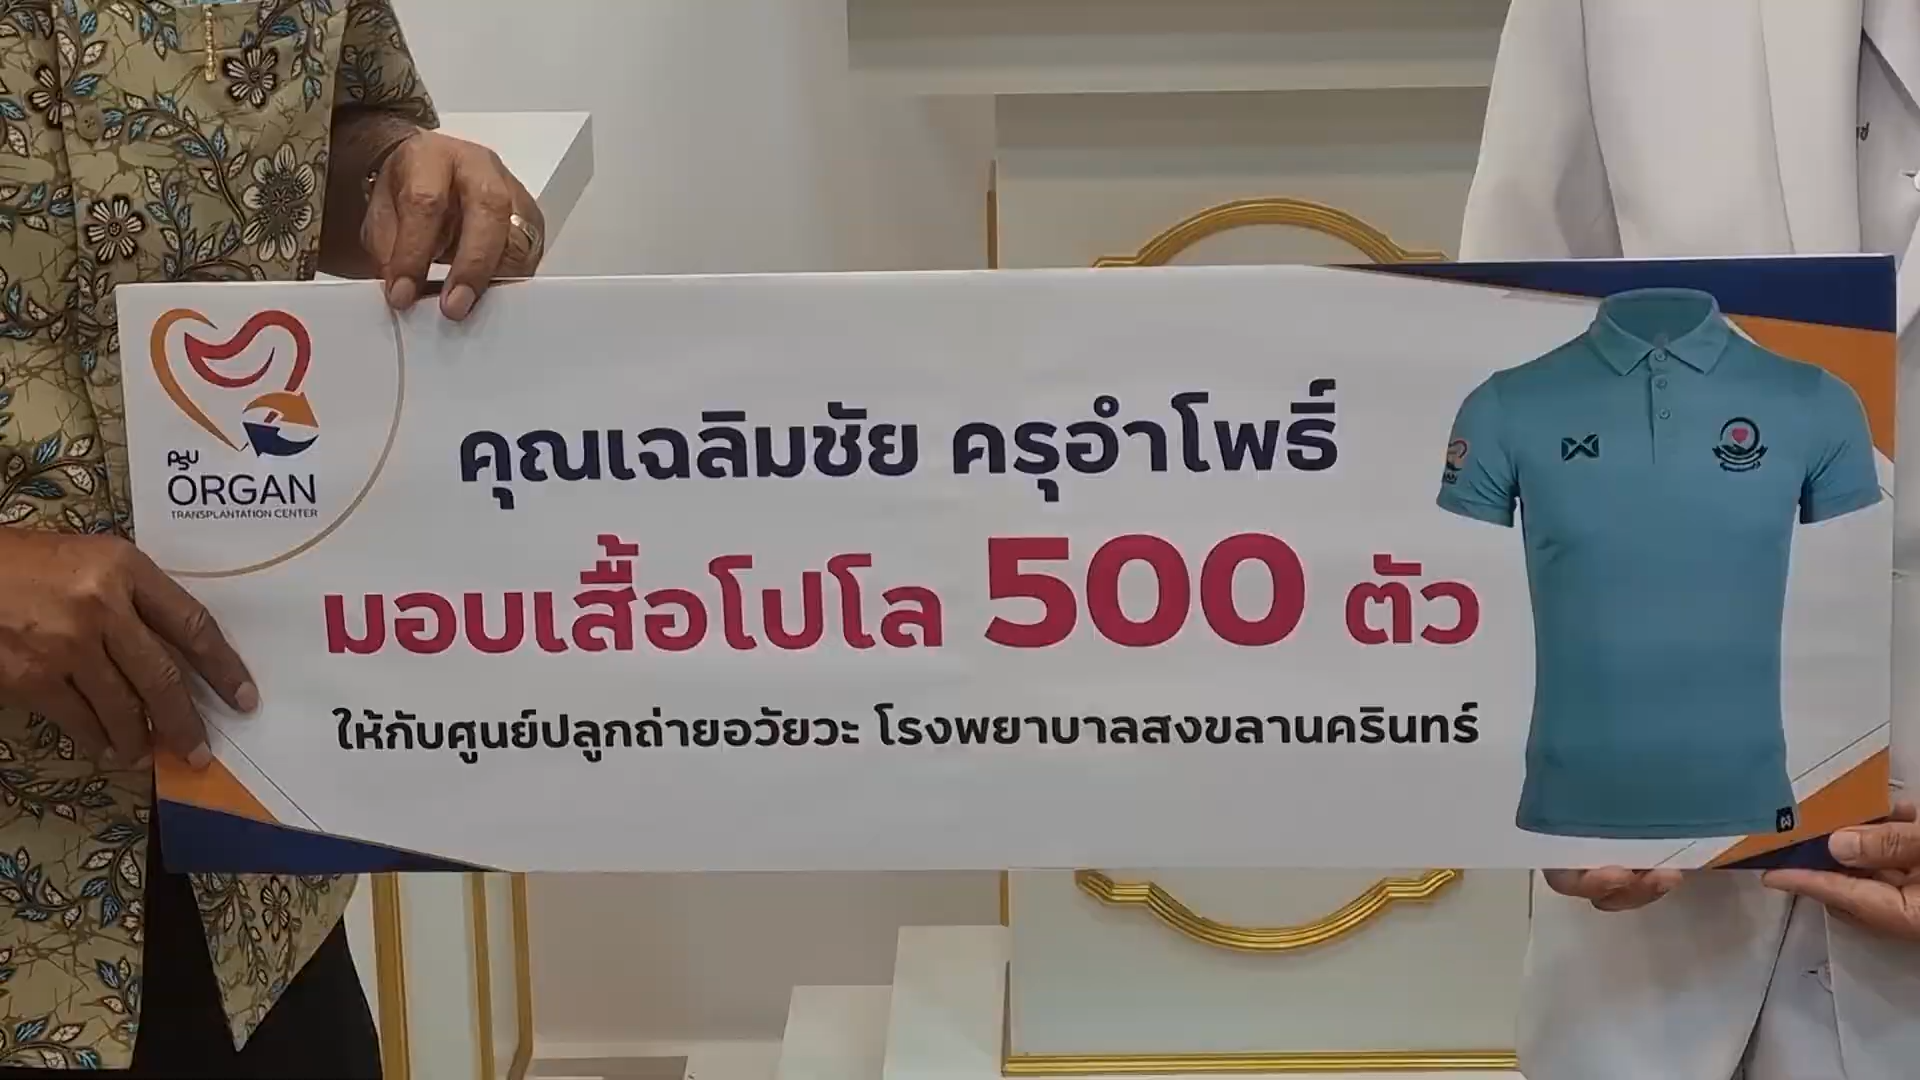 PSU
ORGAN
TRANSPLANTATION CENTER
คุณเฉลิมชัย ครุอำโพธิ์
มอบเสื้อโปโล 500 ตัว
ให้กับศูนย์ปลูกถ่ายอวัยวะ โรงพยาบาลสงขลานครินทร์